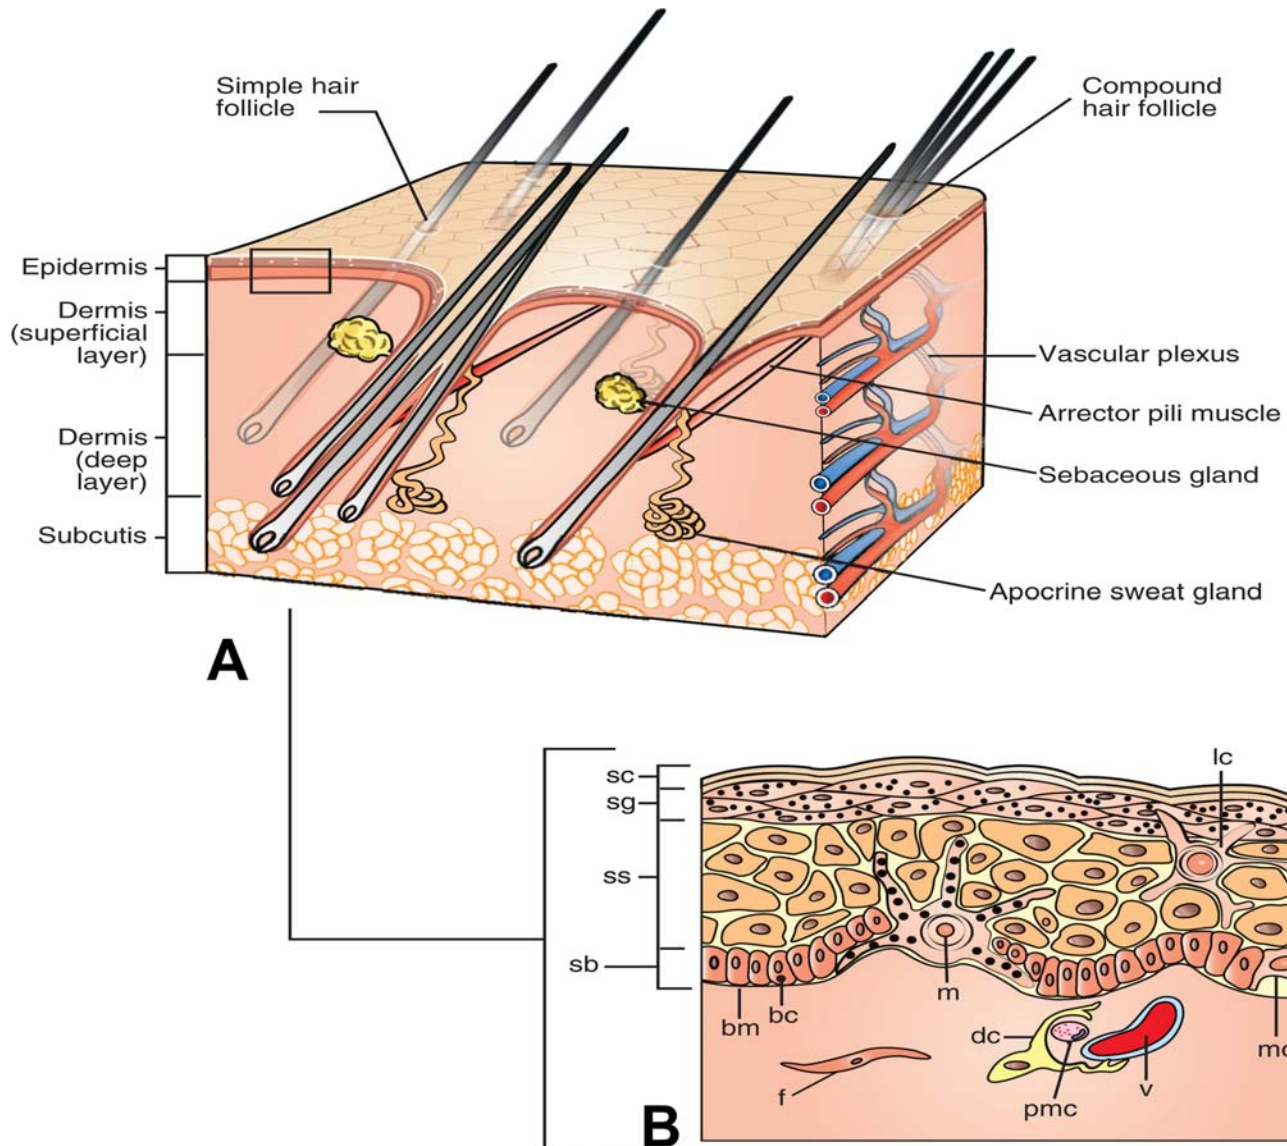 Simple hair
follicle
Compound
hair follicle
Epidermis
Dermis
(superficial
layer)
Dermis
(deep
layer)
Subcutis
Vascular plexus
Arrector pili muscle
Sebaceous gland
Apocrine sweat gland
A
sc
sg
ss
sb
lc
bm
bc
m
dc
pmc
v
f
B